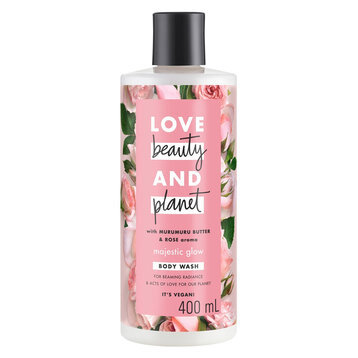 LOVE
beauty
AND
planet
with MURUMURU BUTTER
& ROSE aroma
majestic glow
BODY WASH
FOR BEAMING RADIANCE
& ACTS OF LOVE FOR OUR PLANET
IT'S VEGAN!
400 mL